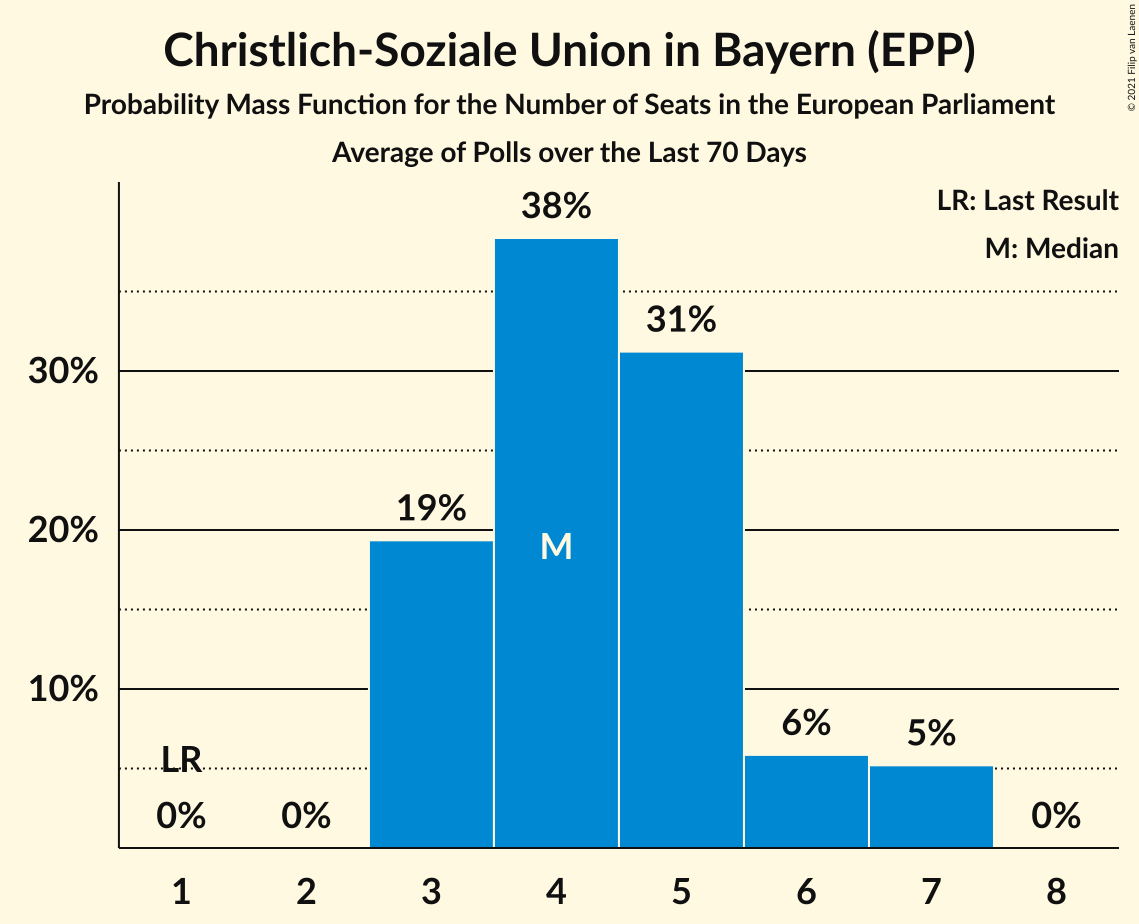 Christlich-Soziale Union in Bayern (EPP)
Probability Mass Function for the Number of Seats in the European Parliament
Average of Polls over the Last 70 Days
© 2021 Filip van Laenen
LR: Last Result
M: Median
38%
31%
30%
19%
20%
M
10%
6%
5%
LR
0%
0%
0%
1 2 3 4 5 6 7 8